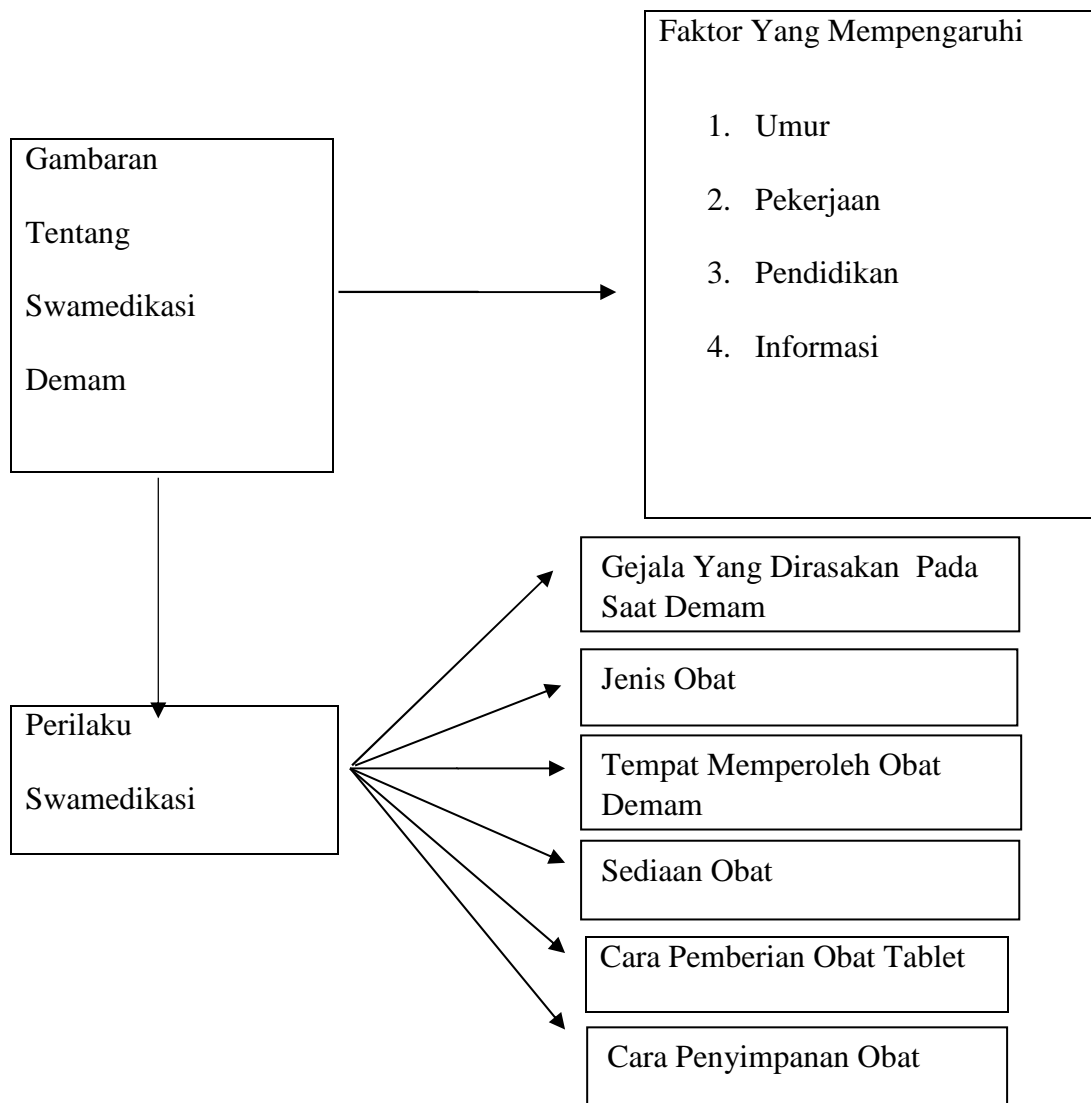 Faktor Yang Mempengaruhi
1. Umur
2. Pekerjaan
3. Pendidikan
4. Informasi
Gambaran
Tentang
Swamedikasi
Demam
Perilaku
Swamedikasi
Gejala Yang Dirasakan  Pada
Saat Demam
Jenis Obat
Tempat Memperoleh Obat
Demam
Sediaan Obat
Cara Pemberian Obat Tablet
Cara Penyimpanan Obat